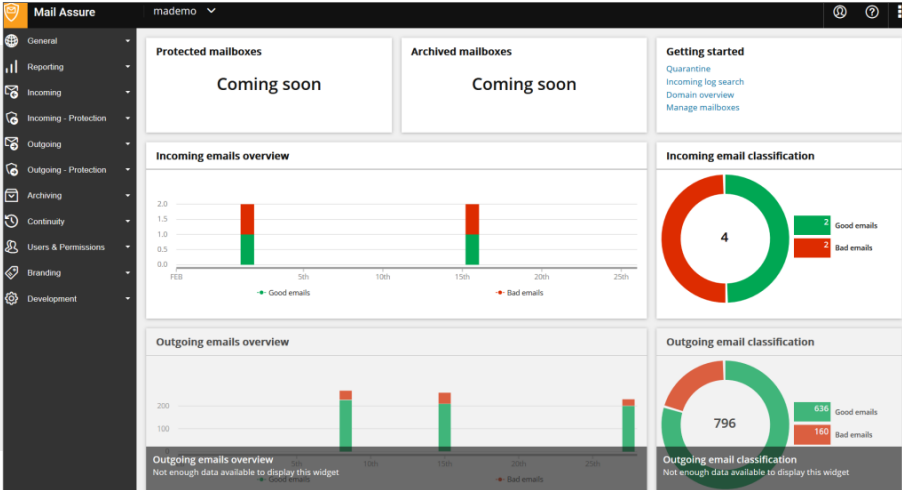 Mail Assure
mademo
General
Reporting
Incoming
Incoming - Protection
Outgoing
Outgoing - Protection
Archiving
Continuity
Users & Permissions
Branding
Development
Protected mailboxes
Coming soon
Archived mailboxes
Coming soon
Getting started
Quarantine
Incoming log search
Domain overview
Manage mailboxes
Incoming emails overview
2.0
1.5
1.0
0.5
0.0
FEB 5th 10th 15th 20th 25th
Good emails Bad emails
Incoming email classification
4
2 Good emails
2 Bad emails
Outgoing emails overview
200
100
0
5th 10th 15th 20th 25th
Good emails Bad emails
Outgoing emails overview
Not enough data available to display this widget
Outgoing email classification
796
636 Good emails
160 Bad emails
Outgoing email classification
Not enough data available to display this widget